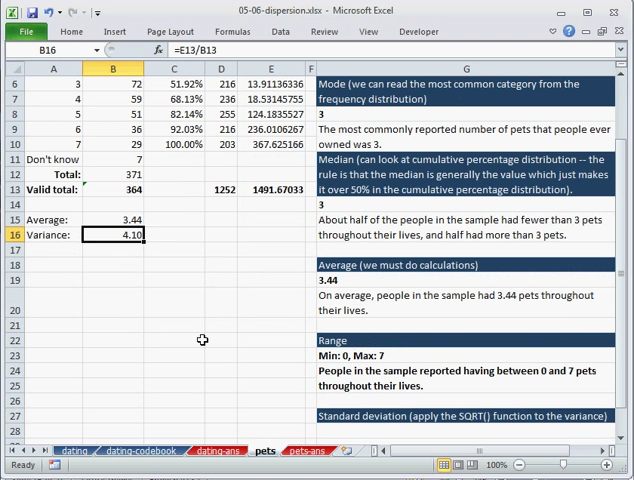 05-06-dispersion.xlsx - Microsoft Excel
File Home Insert Page Layout Formulas Data Review View Developer
B16 fx =E13/B13
A B C D E F G
6 3 72 51.92% 216 13.91136336 Mode (we can read the most common category from the
7 4 59 68.13% 236 18.53145755 frequency distribution)
8 5 51 82.14% 255 124.1835527 3
9 6 36 92.03% 216 236.0106267 The most commonly reported number of pets that people ever
10 7 29 100.00% 203 367.625166 owned was 3.
11 Don't know 7 Median (can look at cumulative percentage distribution -- the
12 Total: 371 rule is that the median is generally the value which just makes
13 Valid total: 364 1252 1491.67033 it over 50% in the cumulative percentage distribution).
14 3
15 Average: 3.44 About half of the people in the sample had fewer than 3 pets
16 Variance: 4.10 throughout their lives, and half had more than 3 pets.
17
18 Average (we must do calculations)
19 3.44
On average, people in the sample had 3.44 pets throughout
20 their lives.
21
22 Range
23 Min: 0, Max: 7
24 People in the sample reported having between 0 and 7 pets
25 throughout their lives.
26
27 Standard deviation (apply the SQRT() function to the variance)
28
dating dating-codebook dating-ans pets pets-ans
Ready 100%